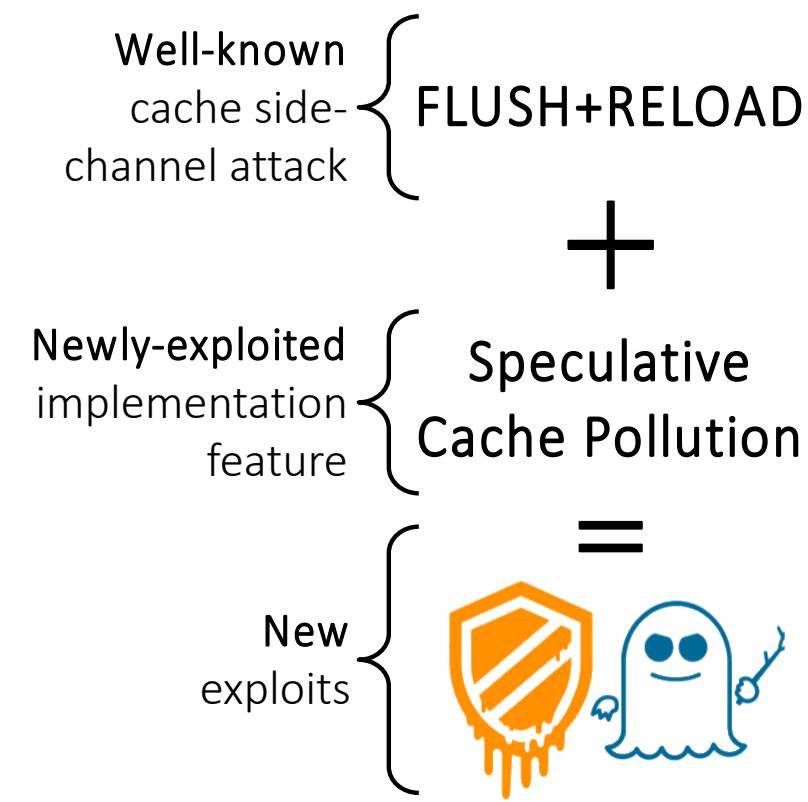 Well-known
cache side-
channel attack
FLUSH+RELOAD
+
Newly-exploited
implementation
feature
Speculative
Cache Pollution
=
New
exploits